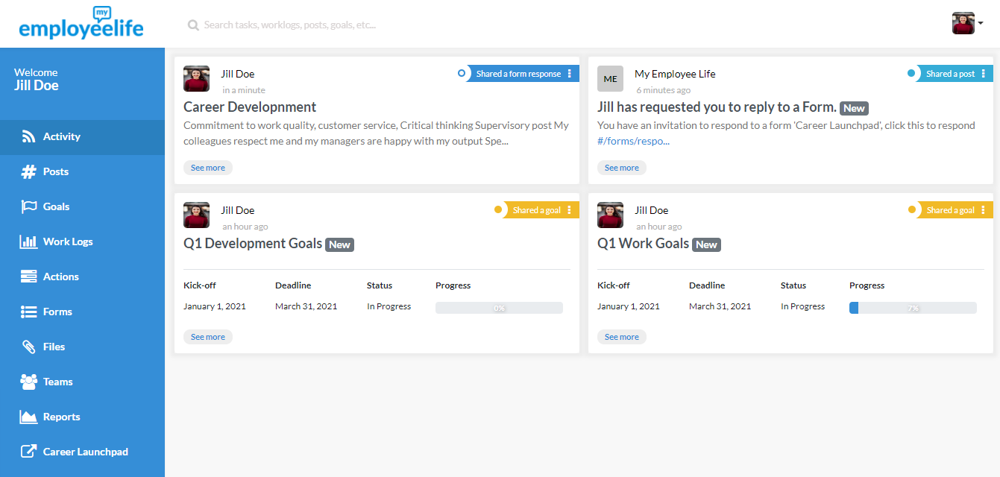 my
employeelife
Search tasks, worklogs, posts, goals, etc...
Welcome
Jill Doe
Activity
Posts
Goals
Work Logs
Actions
Forms
Files
Teams
Reports
Career Launchpad
Jill Doe
Shared a form response
in a minute
Career Developnment
Commitment to work quality, customer service, Critical thinking Supervisory post My
colleagues respect me and my managers are happy with my output Spe...
See more
ME
My Employee Life
Shared a post
6 minutes ago
Jill has requested you to reply to a Form. New
You have an invitation to respond to a form 'Career Launchpad', click this to respond
#/forms/respo...
See more
Jill Doe
Shared a goal
an hour ago
Q1 Development Goals New
Kick-off Deadline Status Progress
January 1, 2021 March 31, 2021 In Progress 0%
See more
Jill Doe
Shared a goal
an hour ago
Q1 Work Goals New
Kick-off Deadline Status Progress
January 1, 2021 March 31, 2021 In Progress 7%
See more